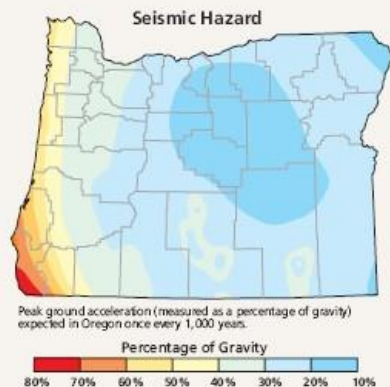 Seismic Hazard
Peak ground acceleration (measured as a percentage of gravity)
expected in Oregon once every 1,000 years.
Percentage of Gravity
80% 70% 60% 50% 40% 30% 20% 10%